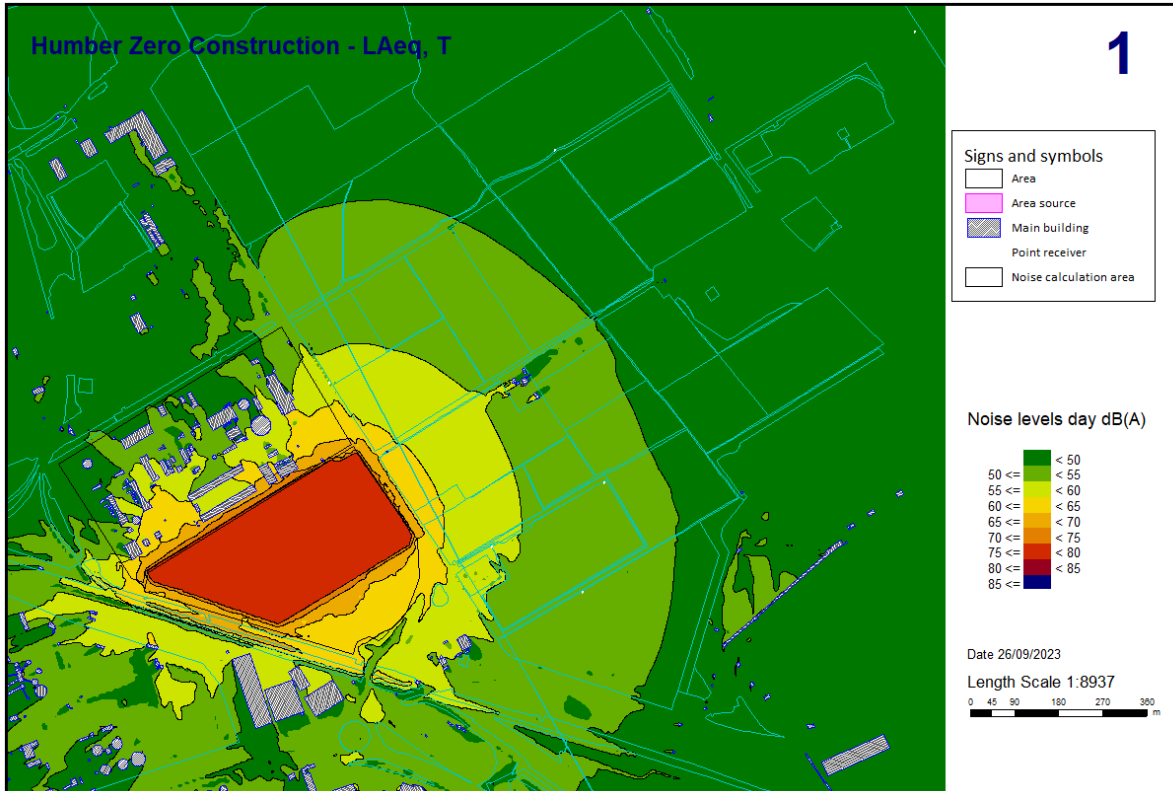 Humber Zero Construction - LAeq, T
1
Signs and symbols
Area
Area source
Main building
Point receiver
Noise calculation area
Noise levels day dB(A)
< 50
50 <= < 55
55 <= < 60
60 <= < 65
65 <= < 70
70 <= < 75
75 <= < 80
80 <= < 85
85 <=
Date 26/09/2023
Length Scale 1:8937
0 45 90 180 270 360
m